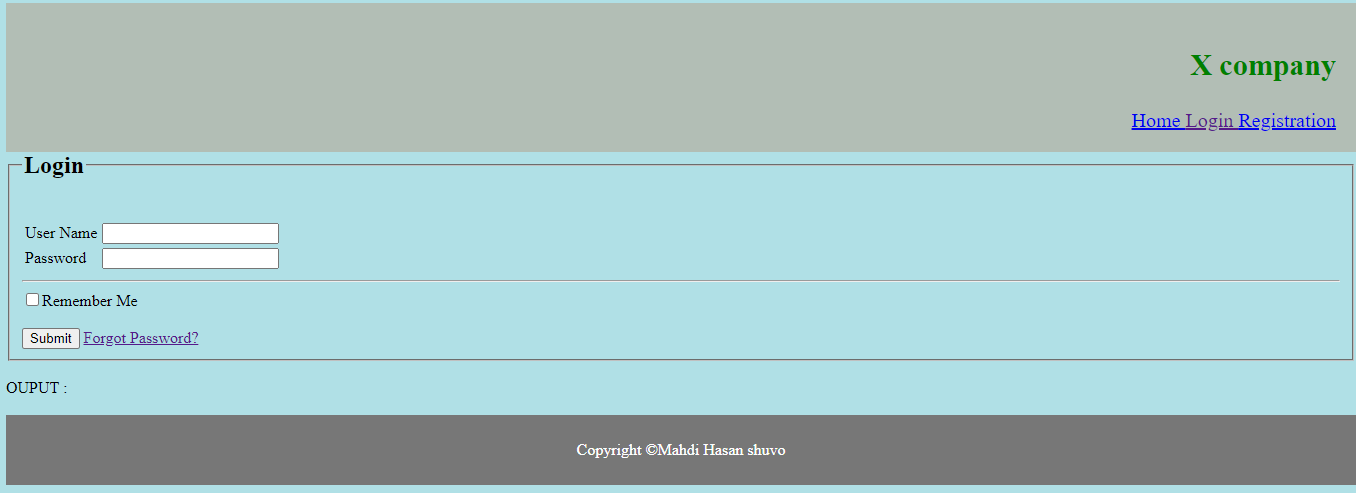 X company
Home Login Registration
Login
User Name
Password
Remember Me
Submit Forgot Password?
OUPUT :
Copyright ©Mahdi Hasan shuvo